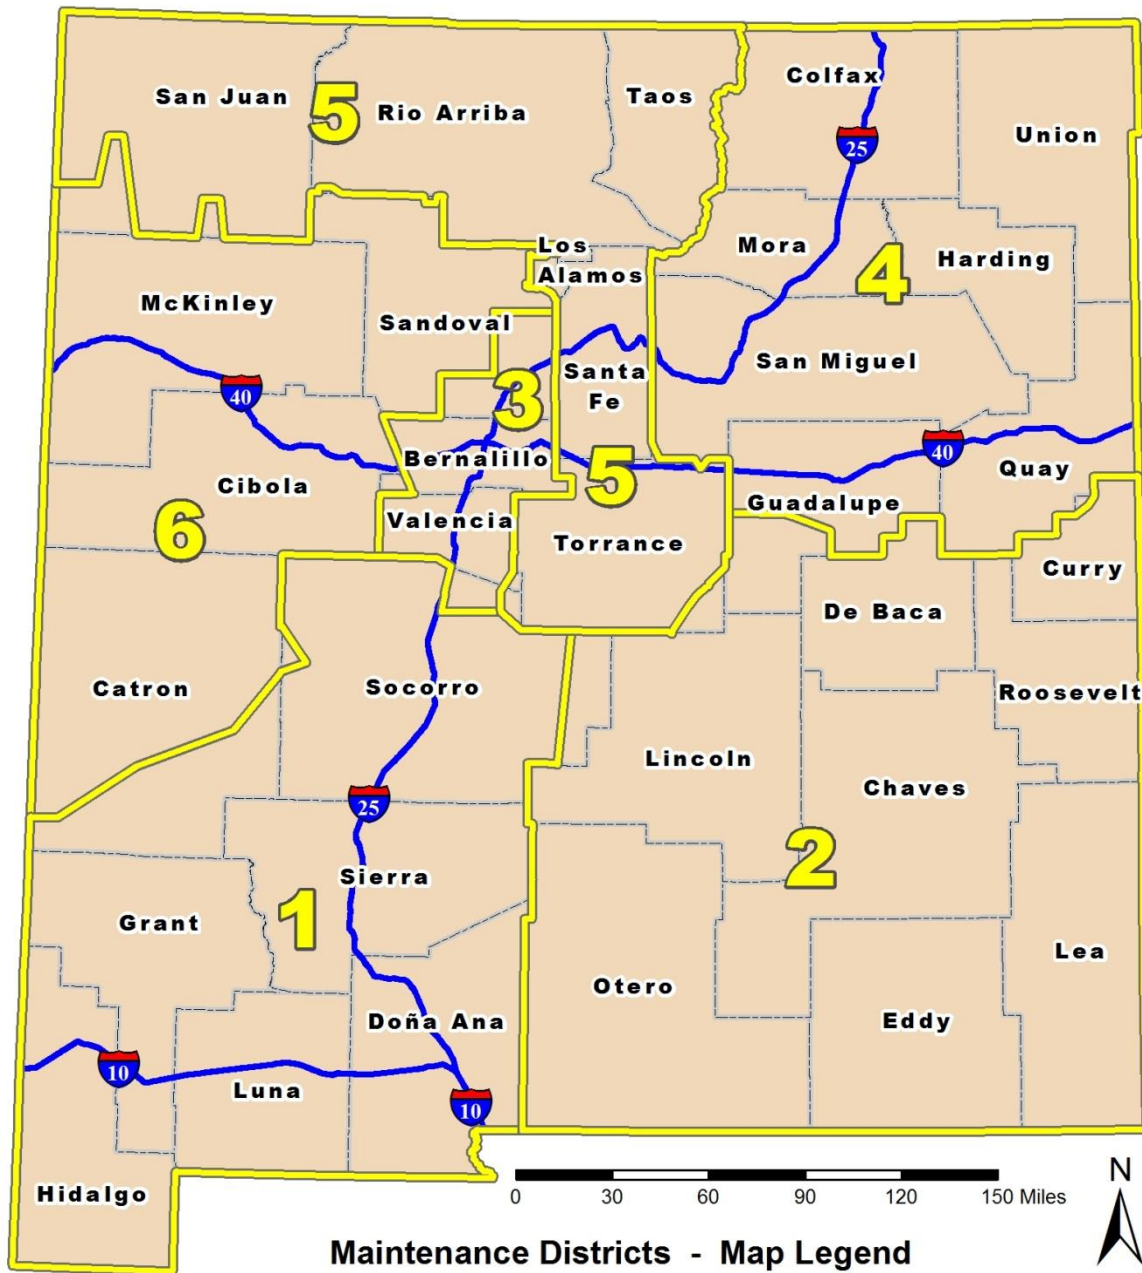 Colfax
San Juan
5
Rio Arriba
Taos
Union
25
Mora
Harding
4
Los
Alamos
McKinley
Sandoval
San Miguel
Santa
Fe
3
40
40
Bernalillo
Quay
Cibola
5
Guadalupe
6
Valencia
Torrance
Curry
De Baca
Catron
Socorro
Roosevelt
Lincoln
Chaves
25
2
Sierra
Grant
1
Lea
Otero
Doña Ana
Eddy
10
Luna
10
Hidalgo
N
0 30 60 90 120 150 Miles
Maintenance Districts - Map Legend